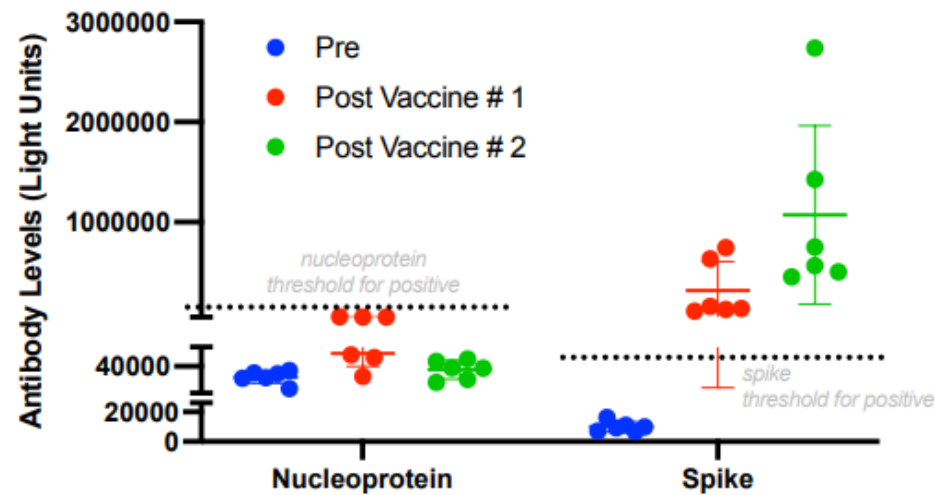 3000000
2000000
1000000
40000
20000
0
Antibody Levels (Light Units)
Pre
Post Vaccine # 1
Post Vaccine # 2
nucleoprotein
threshold for positive
spike
threshold for positive
Nucleoprotein
Spike